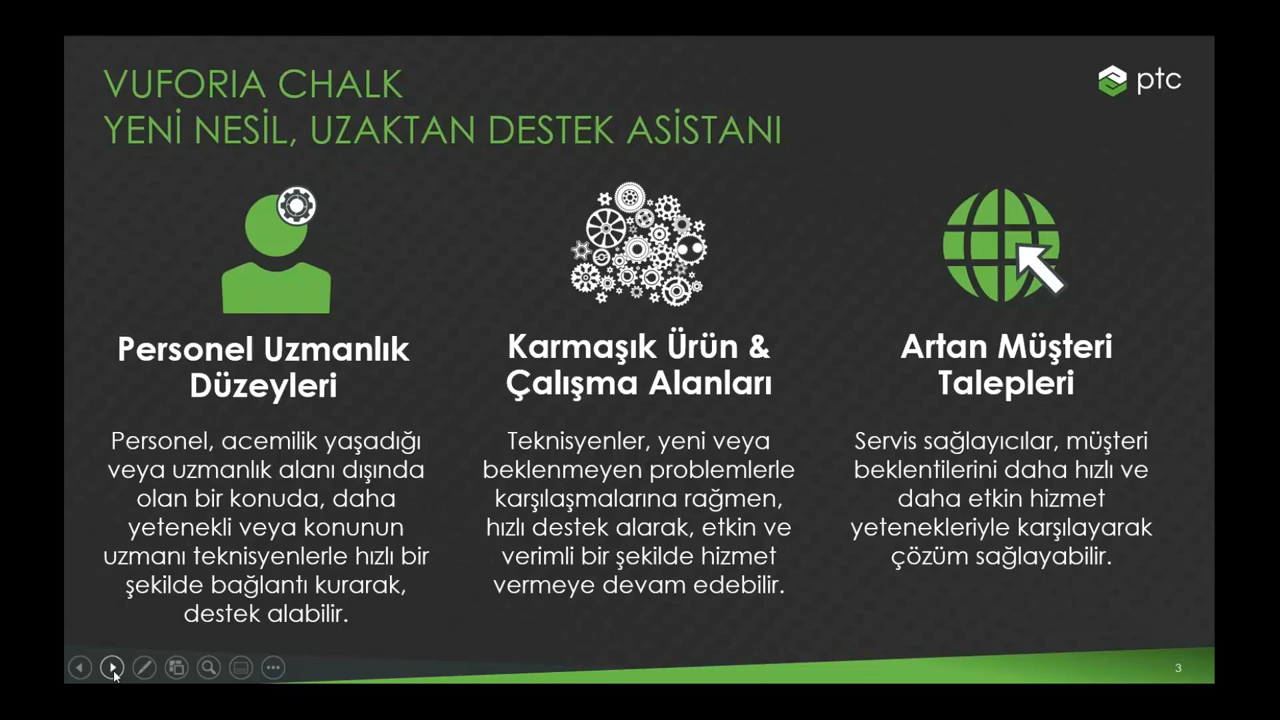 VUFORIA CHALK
YENİ NESİL, UZAKTAN DESTEK ASİSTANI
ptc
Personel Uzmanlık
Düzeyleri
Personel, acemilik yaşadığı
veya uzmanlık alanı dışında
olan bir konuda, daha
yetenekli veya konunun
uzmanı teknisyenlerle hızlı bir
şekilde bağlantı kurarak,
destek alabilir.
Karmaşık Ürün &
Çalışma Alanları
Teknisyenler, yeni veya
beklenmeyen problemlerle
karşılaşmalarına rağmen,
hızlı destek alarak, etkin ve
verimli bir şekilde hizmet
vermeye devam edebilir.
Artan Müşteri
Talepleri
Servis sağlayıcılar, müşteri
beklentilerini daha hızlı ve
daha etkin hizmet
yetenekleriyle karşılayarak
çözüm sağlayabilir.
3